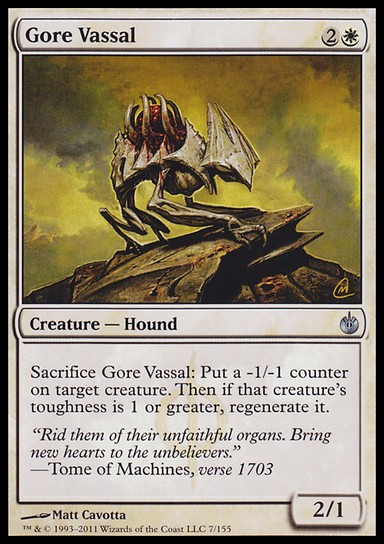 Gore Vassal 2
Creature — Hound
Sacrifice Gore Vassal: Put a -1/-1 counter
on target creature. Then if that creature's
toughness is 1 or greater, regenerate it.
"Rid them of their unfaithful organs. Bring
new hearts to the unbelievers."
—Tome of Machines, verse 1703
2/1
Matt Cavotta
™ & © 1993–2011 Wizards of the Coast LLC 7/155